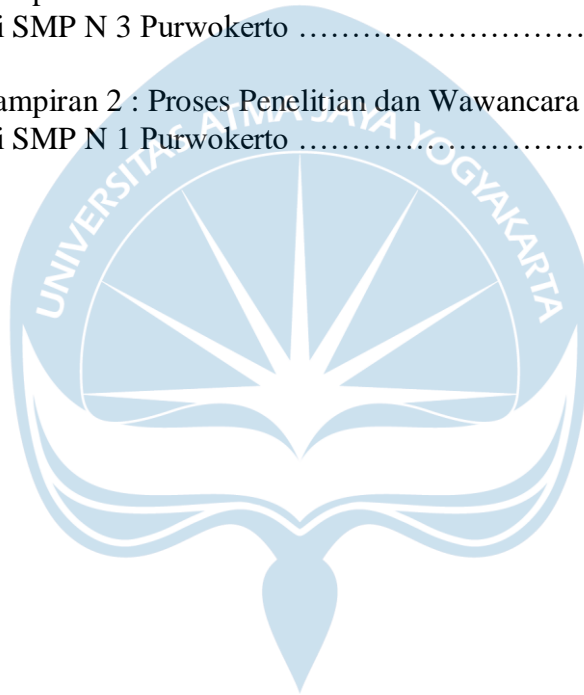 i SMP N 3 Purwokerto ……………………….
ampiran 2 : Proses Penelitian dan Wawancara
i SMP N 1 Purwokerto ……………………….
UNIVERSITAS ATMA JAYA YOGYAKARTA